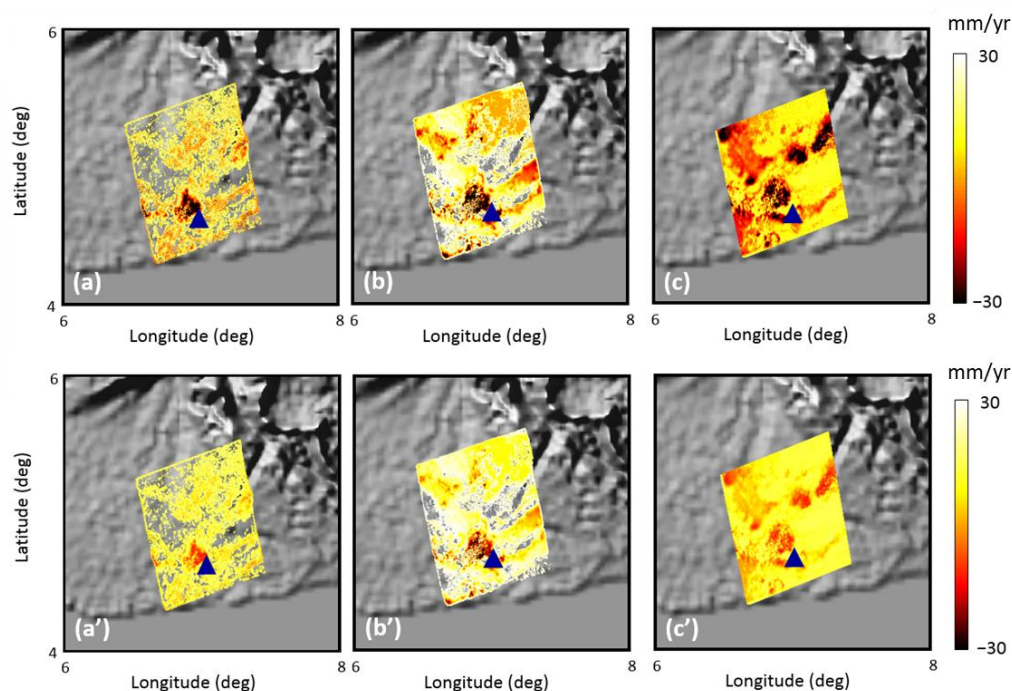 mm/yr
6
Latitude (deg)
4
(a)
(b)
(c)
30
−30
6
8
6
8
6
8
Longitude (deg)
Longitude (deg)
Longitude (deg)
mm/yr
6
Latitude (deg)
4
(a’)
(b’)
(c’)
30
−30
6
8
6
8
6
8
Longitude (deg)
Longitude (deg)
Longitude (deg)